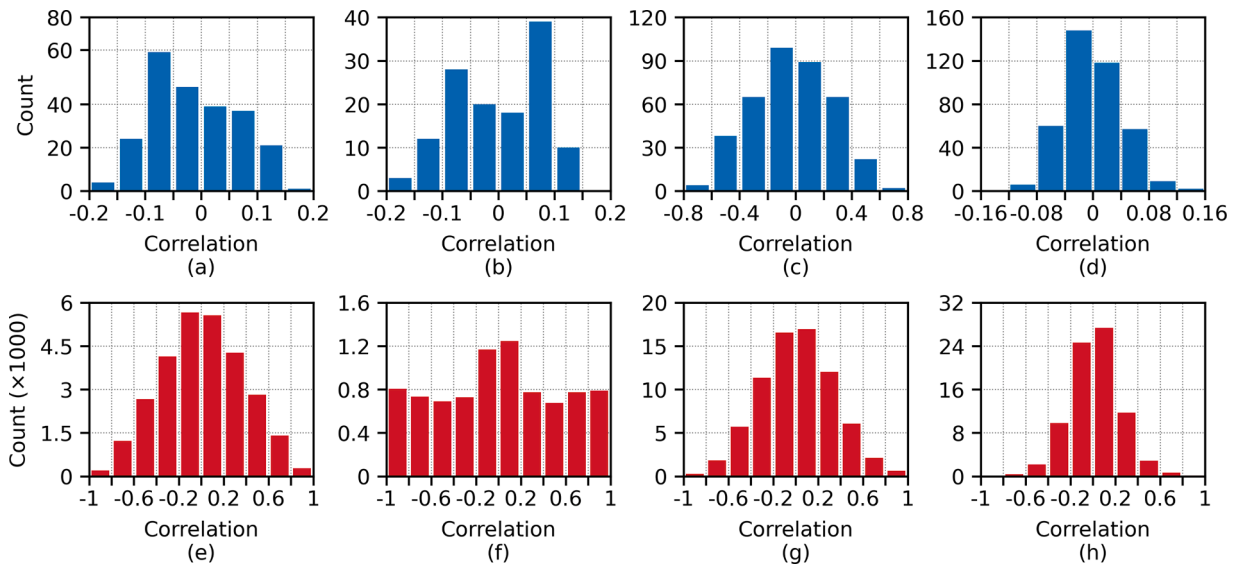 80
60
40
20
0
Count
-0.2 -0.1 0 0.1 0.2
Correlation
(a)
40
30
20
10
0
-0.2 -0.1 0 0.1 0.2
Correlation
(b)
120
90
60
30
0
-0.8 -0.4 0 0.4 0.8
Correlation
(c)
160
120
80
40
0
-0.16 -0.08 0 0.08 0.16
Correlation
(d)
6
4.5
3
1.5
0
Count (×1000)
-1 -0.6 -0.2 0.2 0.6 1
Correlation
(e)
1.6
1.2
0.8
0.4
0
-1 -0.6 -0.2 0.2 0.6 1
Correlation
(f)
20
15
10
5
0
-1 -0.6 -0.2 0.2 0.6 1
Correlation
(g)
32
24
16
8
0
-1 -0.6 -0.2 0.2 0.6 1
Correlation
(h)